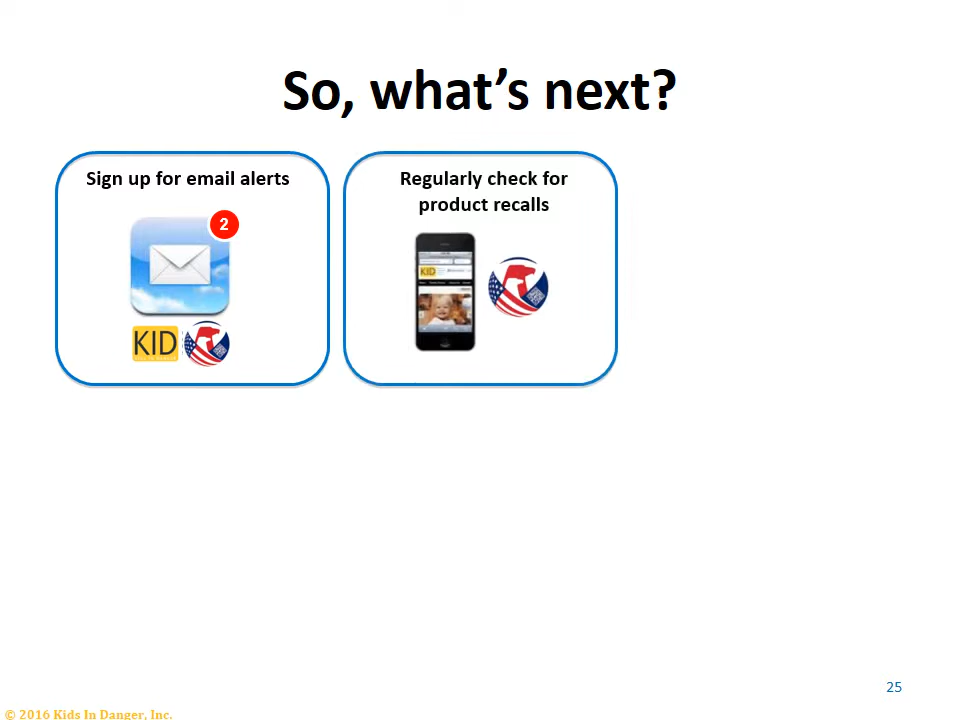 So, what's next?
Sign up for email alerts
2
KID
Regularly check for
product recalls
KID
25
© 2016 Kids In Danger, Inc.